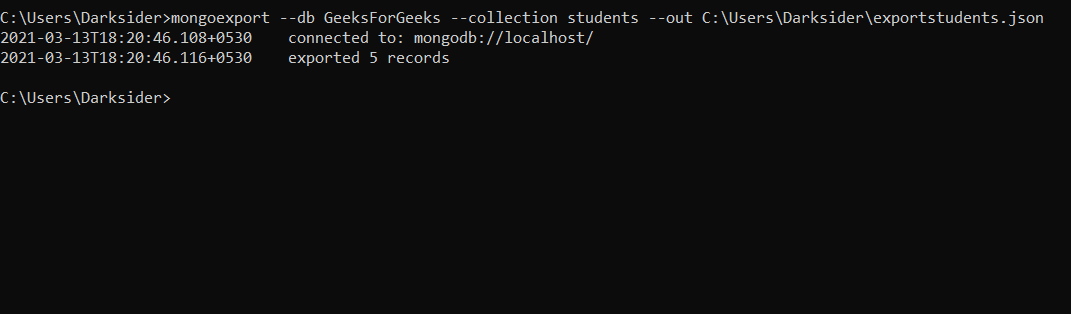 C:\Users\Darksider>mongoexport --db GeeksForGeeks --collection students --out C:\Users\Darksider\exportstudents.json
2021-03-13T18:20:46.108+0530    connected to: mongodb://localhost/
2021-03-13T18:20:46.116+0530    exported 5 records
C:\Users\Darksider>